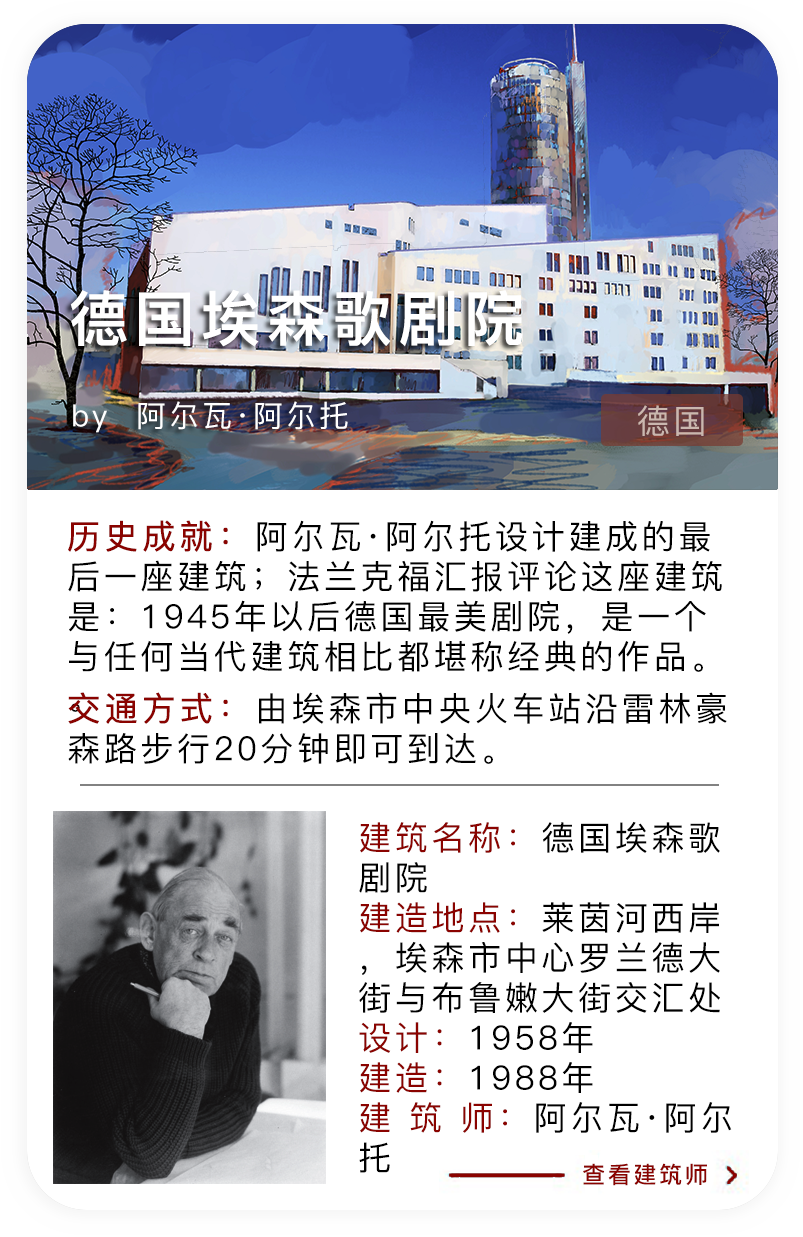 德国埃森歌剧院
by 阿尔瓦·阿尔托
德国
历史成就：阿尔瓦·阿尔托设计建成的最
后一座建筑；法兰克福汇报评论这座建筑
是：1945年以后德国最美剧院，是一个
与任何当代建筑相比都堪称经典的作品。
交通方式：由埃森市中央火车站沿雷林豪
森路步行20分钟即可到达。
建筑名称：德国埃森歌
剧院
建造地点：莱茵河西岸
，埃森市中心罗兰德大
街与布鲁嫩大街交汇处
设计：1958年
建造：1988年
建 筑 师：阿尔瓦·阿尔
托
查看建筑师